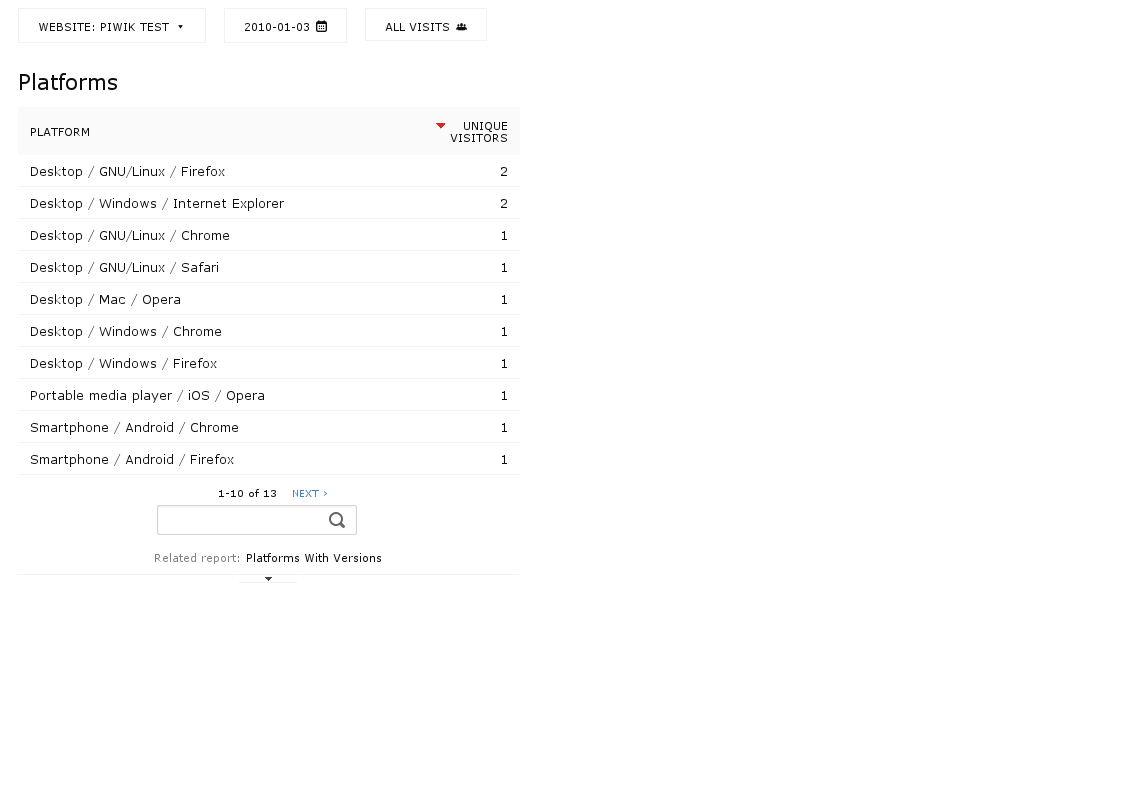 WEBSITE: PIWIK TEST 2010-01-03 ALL VISITS
Platforms
PLATFORM UNIQUE VISITORS
Desktop / GNU/Linux / Firefox 2
Desktop / Windows / Internet Explorer 2
Desktop / GNU/Linux / Chrome 1
Desktop / GNU/Linux / Safari 1
Desktop / Mac / Opera 1
Desktop / Windows / Chrome 1
Desktop / Windows / Firefox 1
Portable media player / iOS / Opera 1
Smartphone / Android / Chrome 1
Smartphone / Android / Firefox 1
1-10 of 13 NEXT ›
Related report: Platforms With Versions